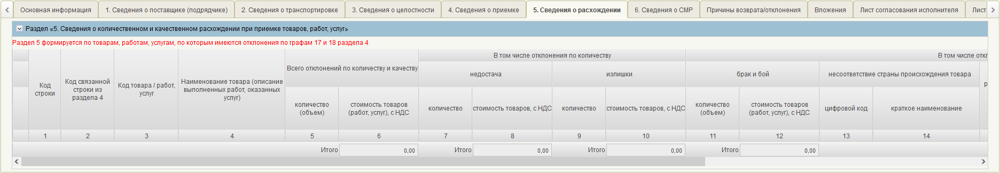 Основная информация 1. Сведения о поставщике (подрядчике) 2. Сведения о транспортировке 3. Сведения о целостности 4. Сведения о приемке 5. Сведения о расхождении 6. Сведения о СМР Причины возврата/отклонения Вложения Лист согласования исполнителя Лист
Раздел «5. Сведения о количественном и качественном расхождении при приемке товаров, работ, услуг»
Раздел 5 формируется по товарам, работам, услугам, по которым имеются отклонения по графам 17 и 18 раздела 4
Код
строки
Код связанной
строки из
раздела 4
Код товара / работ,
услуг
Наименование товара (описание
выполненных работ, оказанных
услуг)
Всего отклонений по количеству и качеству
количество
(объем)
стоимость товаров
(работ, услуг), с НДС
В том числе отклонения по количеству
недостача
количество
стоимость товаров, с НДС
излишки
количество
стоимость товаров, с НДС
В том числе откл
брак и бой
количество
(объем)
стоимость товаров
(работ, услуг), с НДС
несоответствие страны происхождения товара
цифровой код
краткое наименование
р
1 2 3 4 5 6 7 8 9 10 11 12 13 14
Итого 0,00 Итого 0,00 Итого 0,00 Итого 0,00